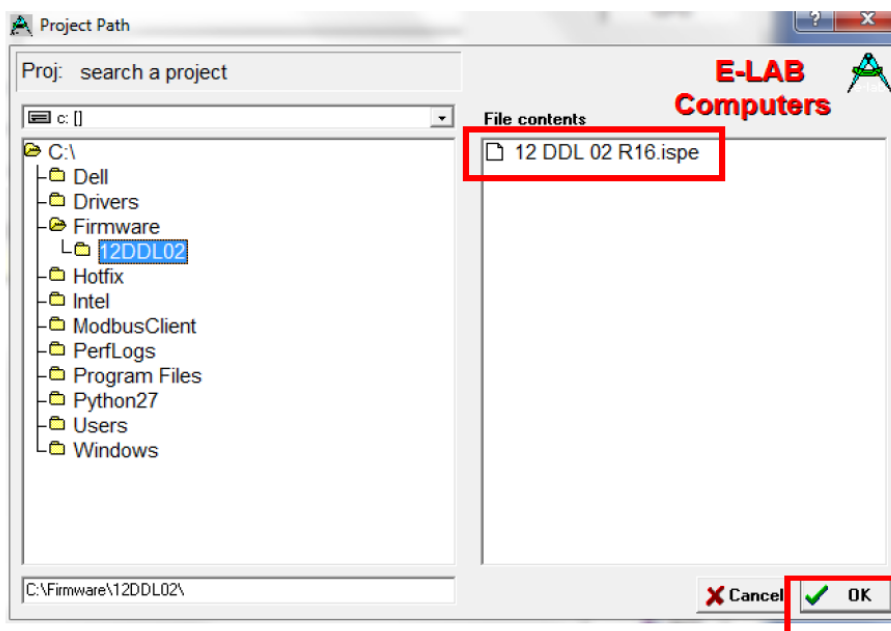 Project Path
?
X
Proj: search a project
E-LAB
Computers
c: []
File contents
C:\
Dell
Drivers
Firmware
12DDL02
Hotfix
Intel
ModbusClient
PerfLogs
Program Files
Python27
Users
Windows
12 DDL 02 R16.ispe
C:\Firmware\12DDL02\
Cancel
OK